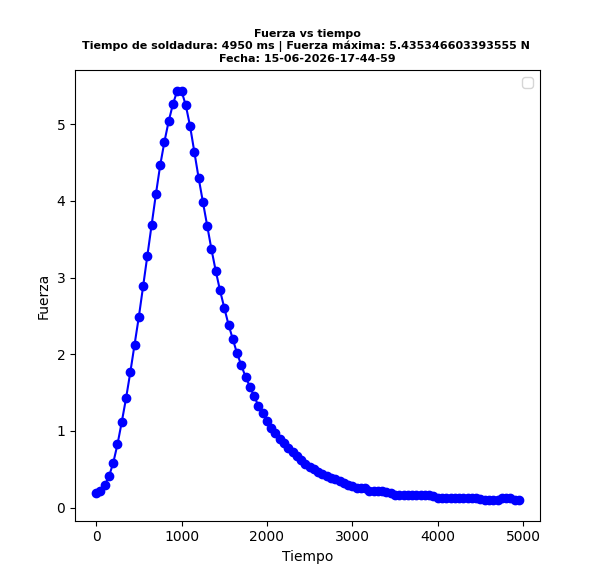 Fuerza vs tiempo
Tiempo de soldadura: 4950 ms | Fuerza máxima: 5.435346603393555 N
Fecha: 15-06-2026-17-44-59
5
4
3
2
1
0
Fuerza
0 1000 2000 3000 4000 5000
Tiempo